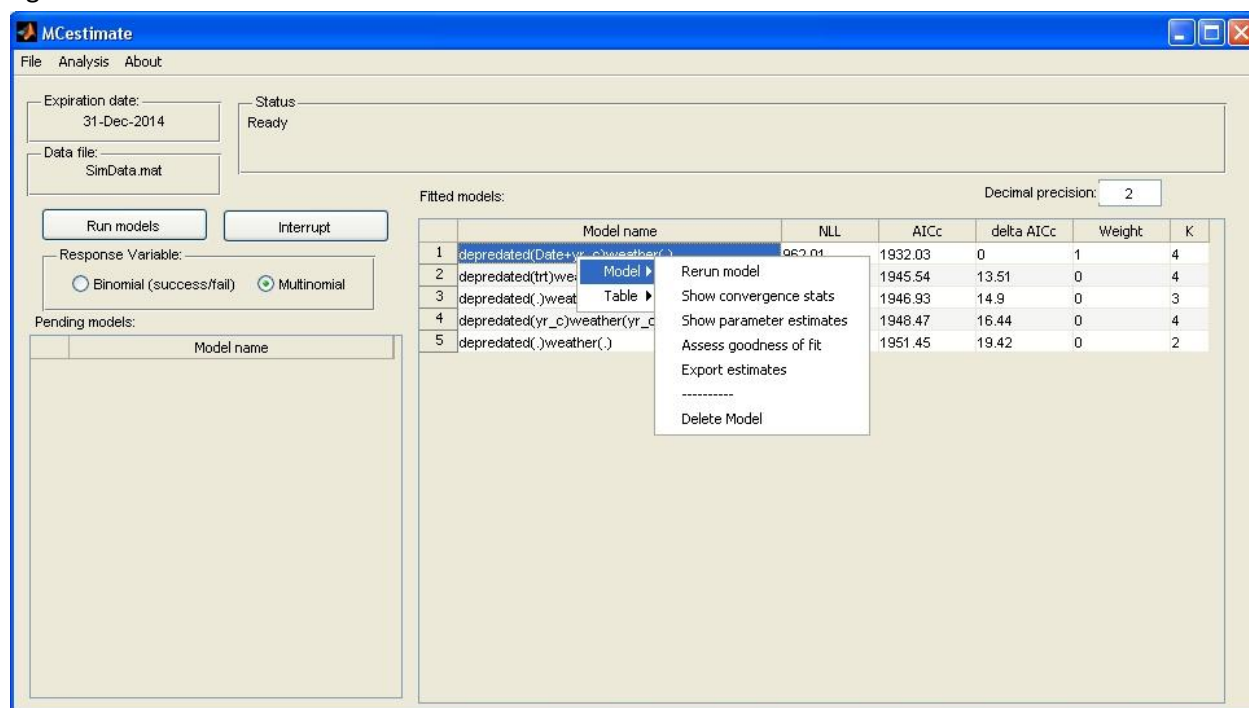 MCestimate
File Analysis About
Expiration date:
31-Dec-2014
Status
Ready
Data file:
SimData.mat
Fitted models:
Decimal precision: 2
Run models Interrupt
Response Variable:
Binomial (success/fail) Multinomial
Pending models:
Model name
Model name NLL AICc delta AICc Weight K
1 depredated(Date+yr_c)weather(.) 962.01 1932.03 0 1 4
2 depredated(trt)wea 1945.54 13.51 0 4
3 depredated(.)weat 1946.93 14.9 0 3
4 depredated(yr_c)weather(yr_c 1948.47 16.44 0 4
5 depredated(.)weather(.) 1951.45 19.42 0 2
Model
Table
Rerun model
Show convergence stats
Show parameter estimates
Assess goodness of fit
Export estimates
----------
Delete Model